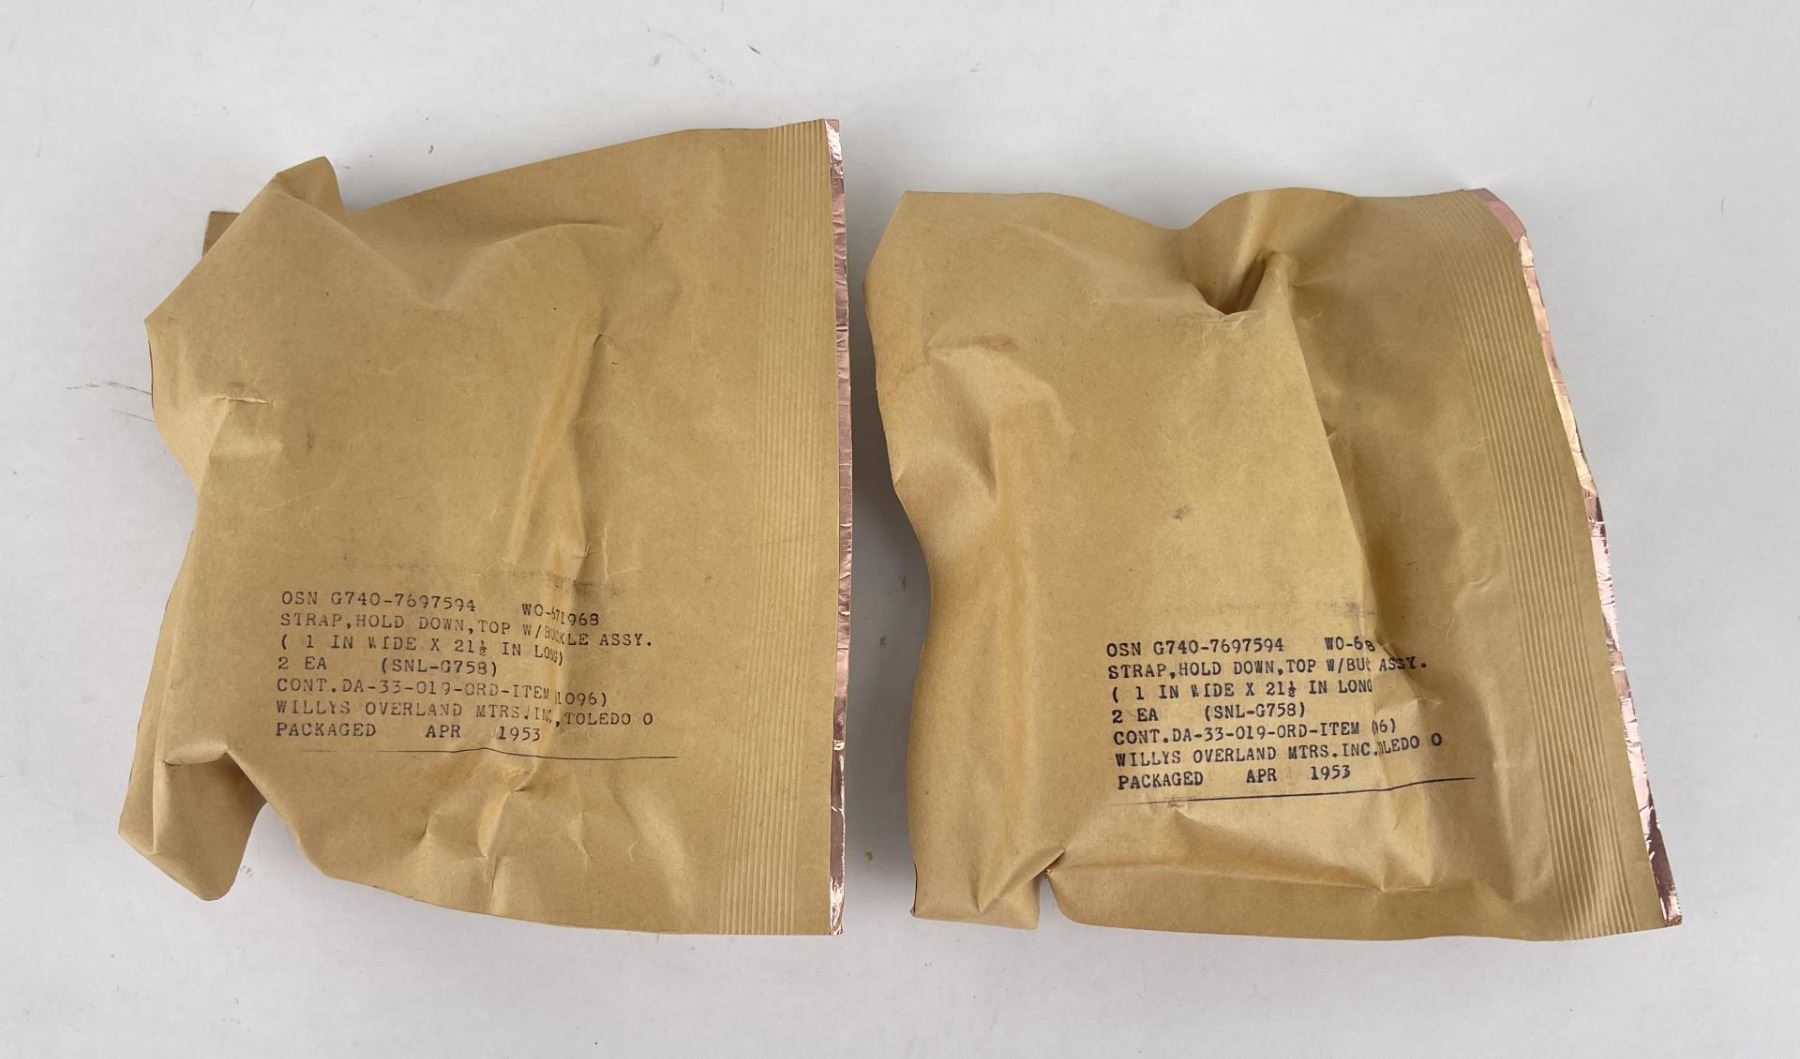 OSN G740-7697594 WO-671968
STRAP,HOLD DOWN,TOP W/BUCKLE ASSY.
( 1 IN WIDE X 21½ IN LONG)
2 EA (SNL-G758)
CONT.DA-33-019-ORD-ITEM (1096)
WILLYS OVERLAND MTRS.INC,TOLEDO O
PACKAGED APR 1953
OSN G740-7697594
STRAP,HOLD DOWN,TOP ASSY.
( 1 IN WIDE X 21½ IN LONG
2 EA (SNL-G758)
CONT.DA-33-019-ORD-ITEM
WILLYS OVERLAND MTRS.INC. O
PACKAGED APR 1953